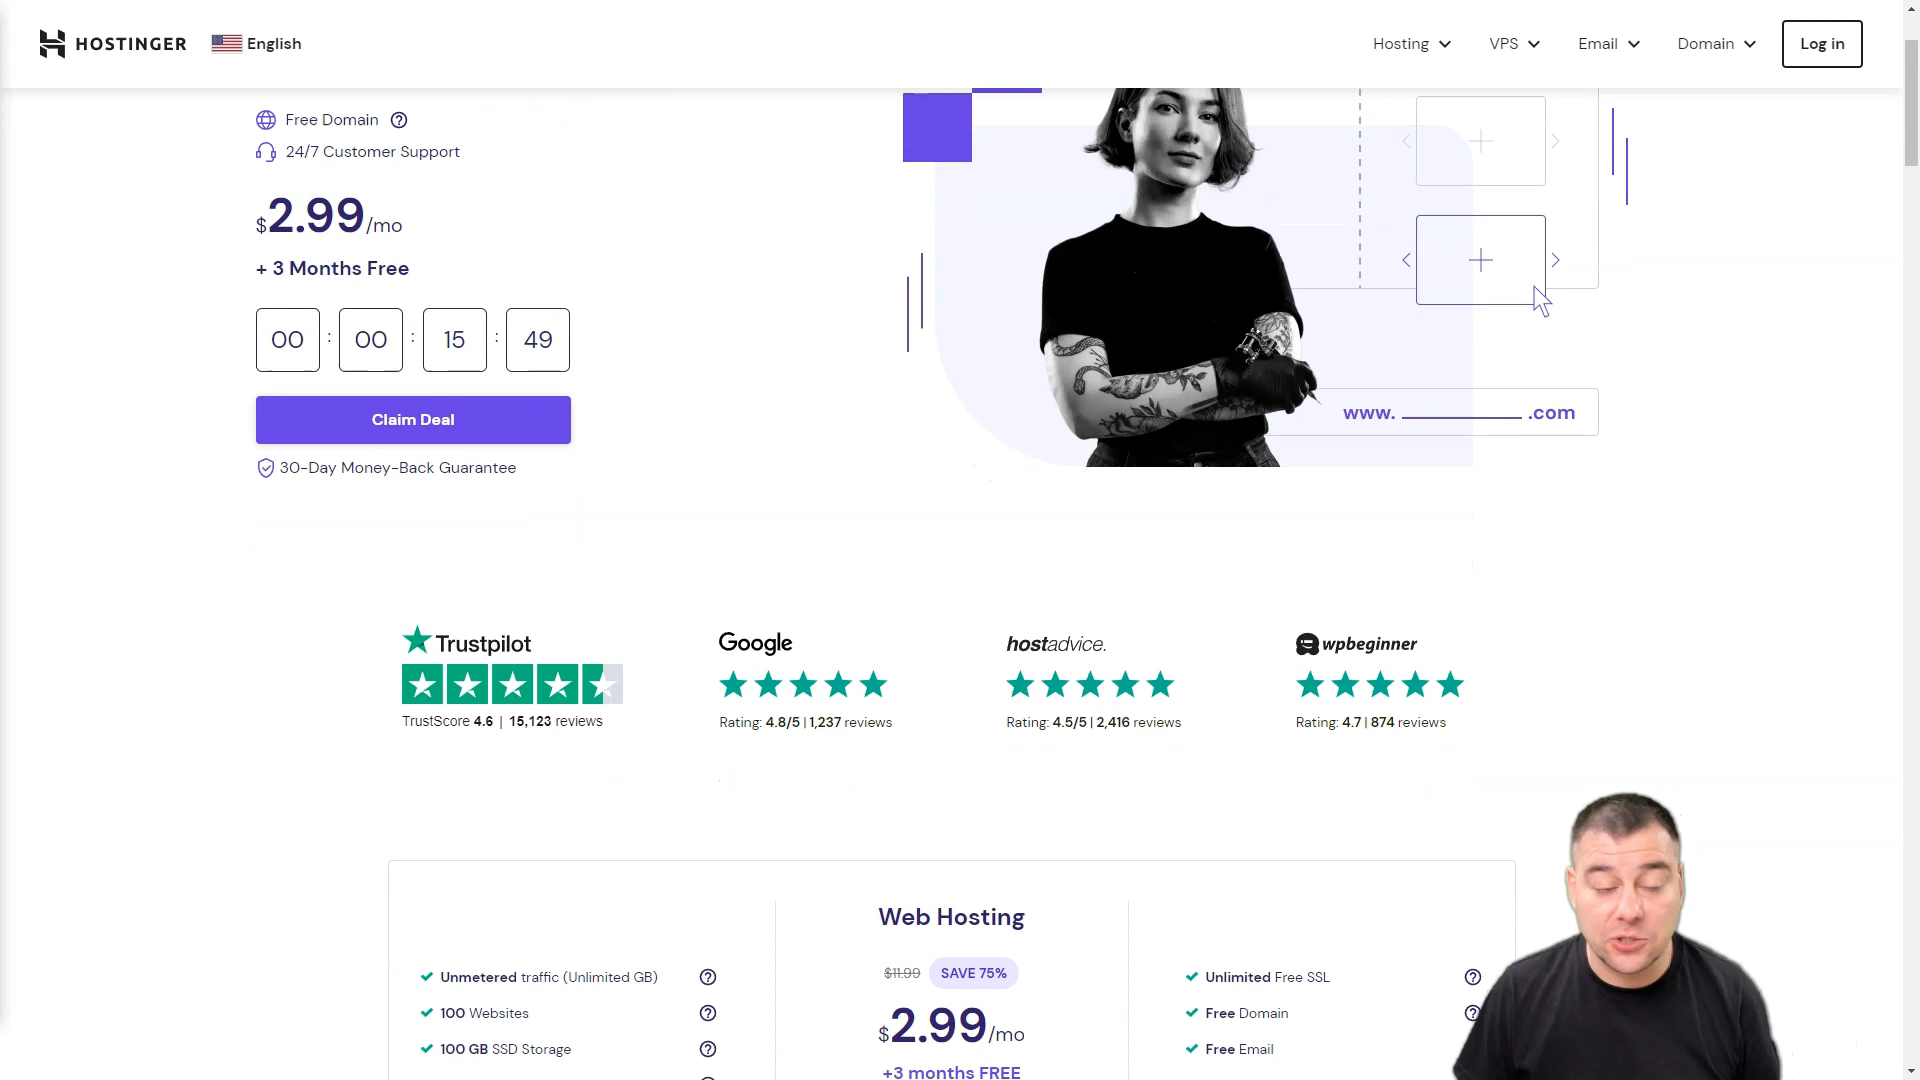 HOSTINGER
English
Hosting
VPS
Email
Domain
Log in
Free Domain
24/7 Customer Support
$2.99/mo
+ 3 Months Free
00 : 00 : 15 : 49
Claim Deal
30-Day Money-Back Guarantee
www. .com
Trustpilot
TrustScore 4.6 | 15,123 reviews
Google
Rating: 4.8/5 | 1,237 reviews
hostadvice.
Rating: 4.5/5 | 2,416 reviews
wpbeginner
Rating: 4.7 | 874 reviews
Unmetered traffic (Unlimited GB)
100 Websites
100 GB SSD Storage
Web Hosting
$11.99 SAVE 75%
$2.99/mo
+3 months FREE
Unlimited Free SSL
Free Domain
Free Email